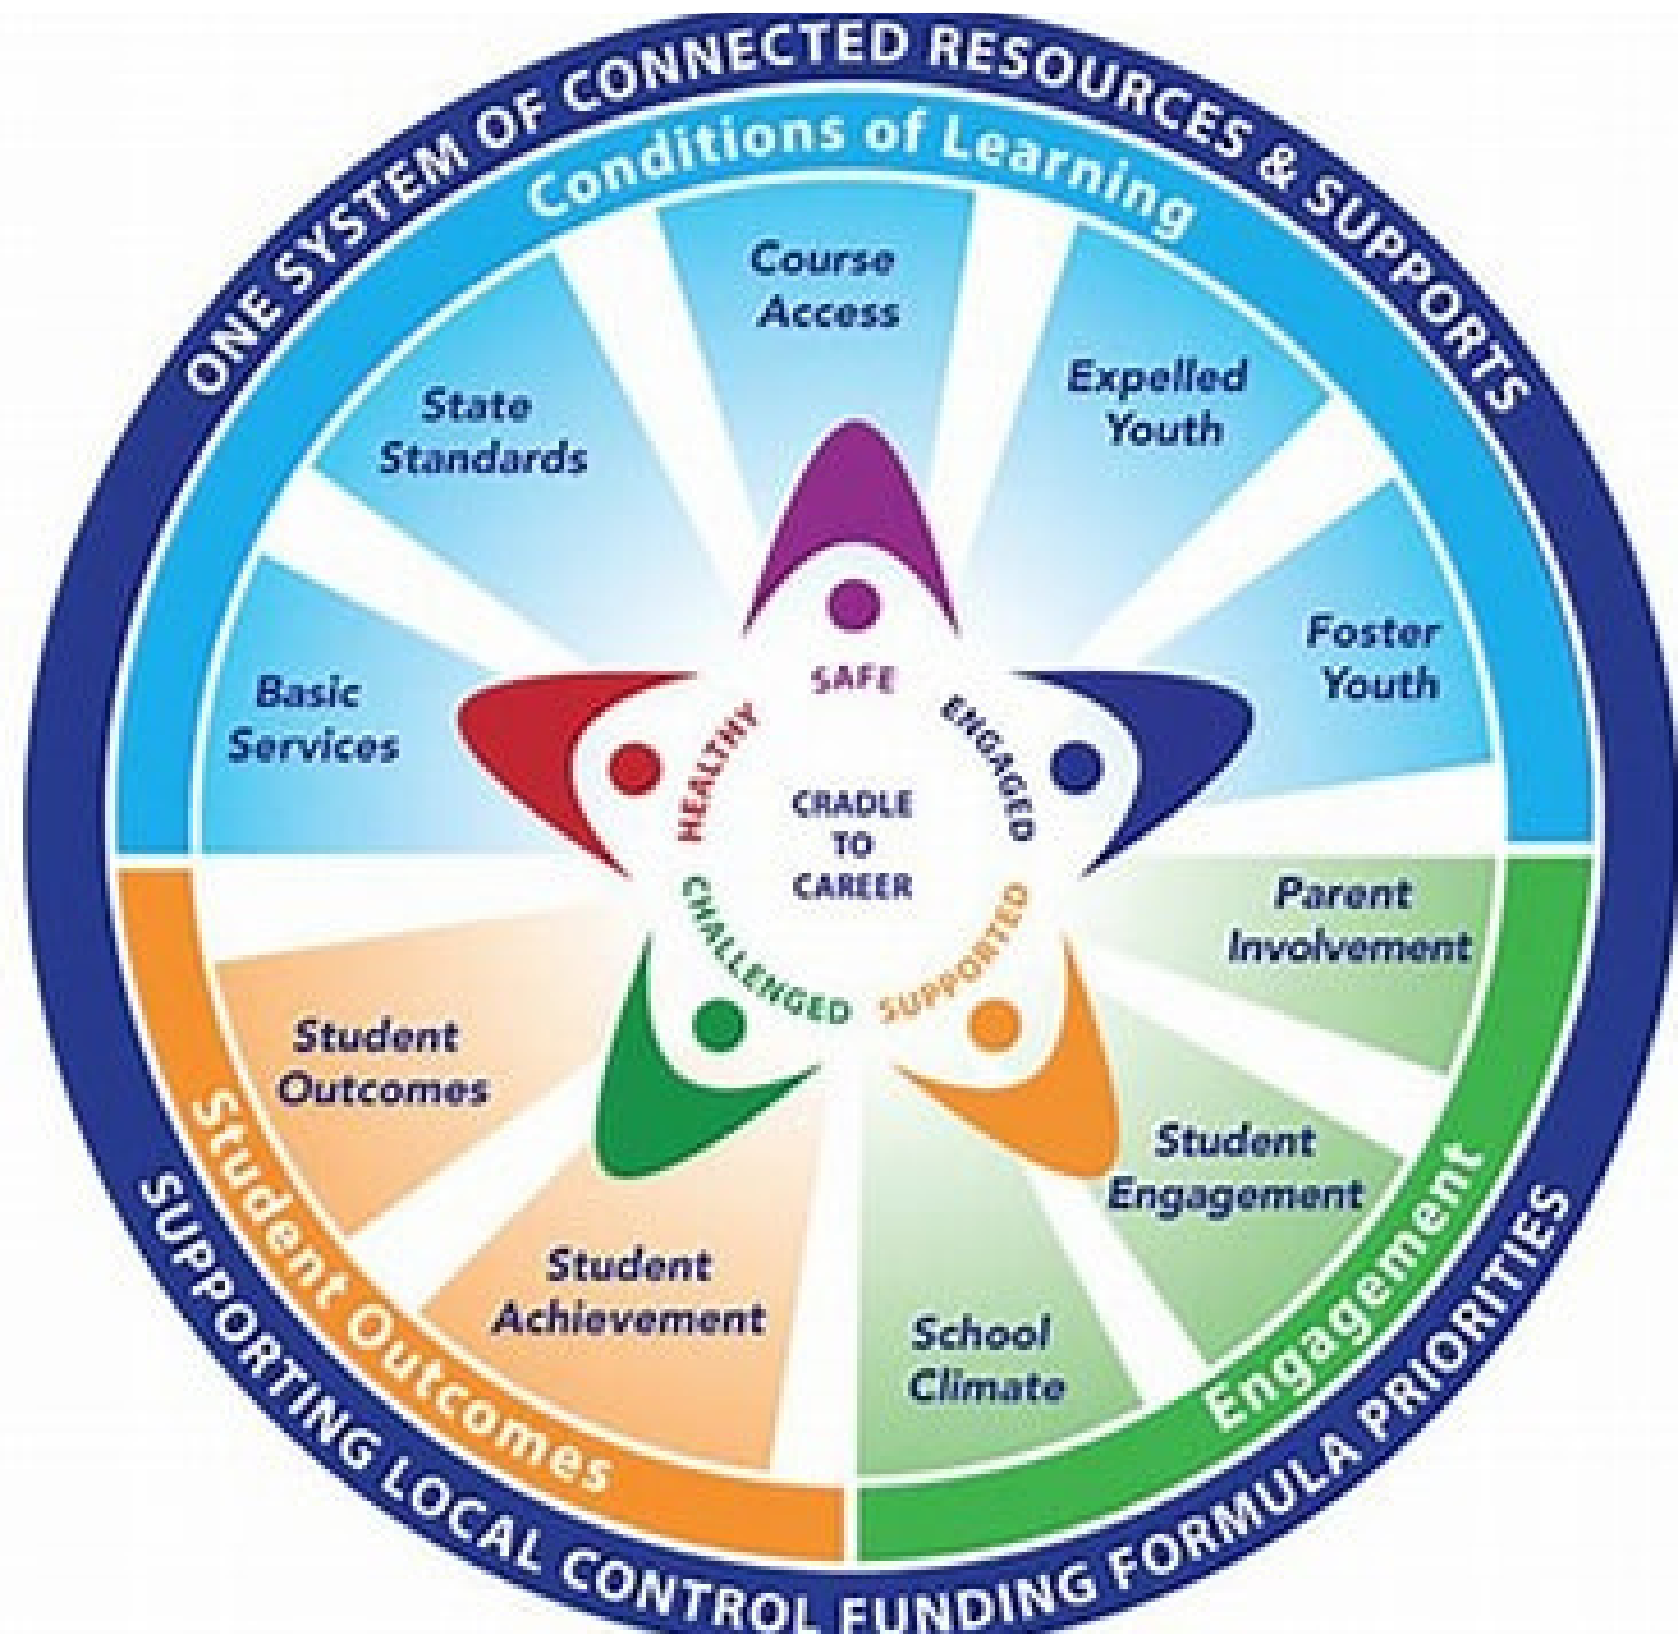 ONE SYSTEM OF CONNECTED RESOURCES & SUPPORTS
Conditions of Learning
Course
Access
State
Standards
Expelled
Youth
Basic
Services
Foster
Youth
SAFE
HEALTHY
ENGAGED
CRADLE
TO
CAREER
CHALLENGED
SUPPORTED
Parent
Involvement
Student
Outcomes
Student
Engagement
Student
Achievement
School
Climate
Student Outcomes
Engagement
SUPPORTING LOCAL CONTROL FUNDING FORMULA PRIORITIES